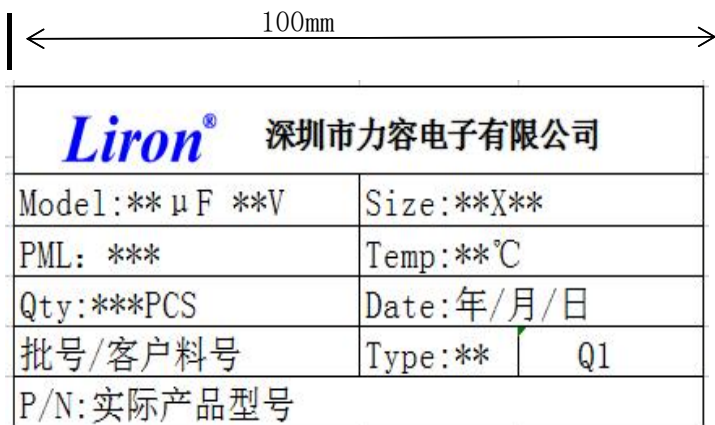 100mm
Liron® 深圳市力容电子有限公司
Model:**μF **V Size:**X**
PML: *** Temp:**℃
Qty:***PCS Date:年/月/日
批号/客户料号 Type:** Q1
P/N:实际产品型号